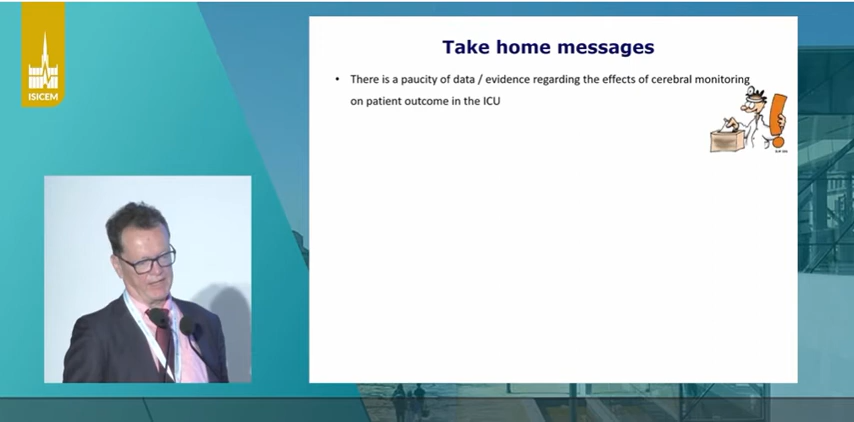 ISICEM
Take home messages
• There is a paucity of data / evidence regarding the effects of cerebral monitoring
on patient outcome in the ICU